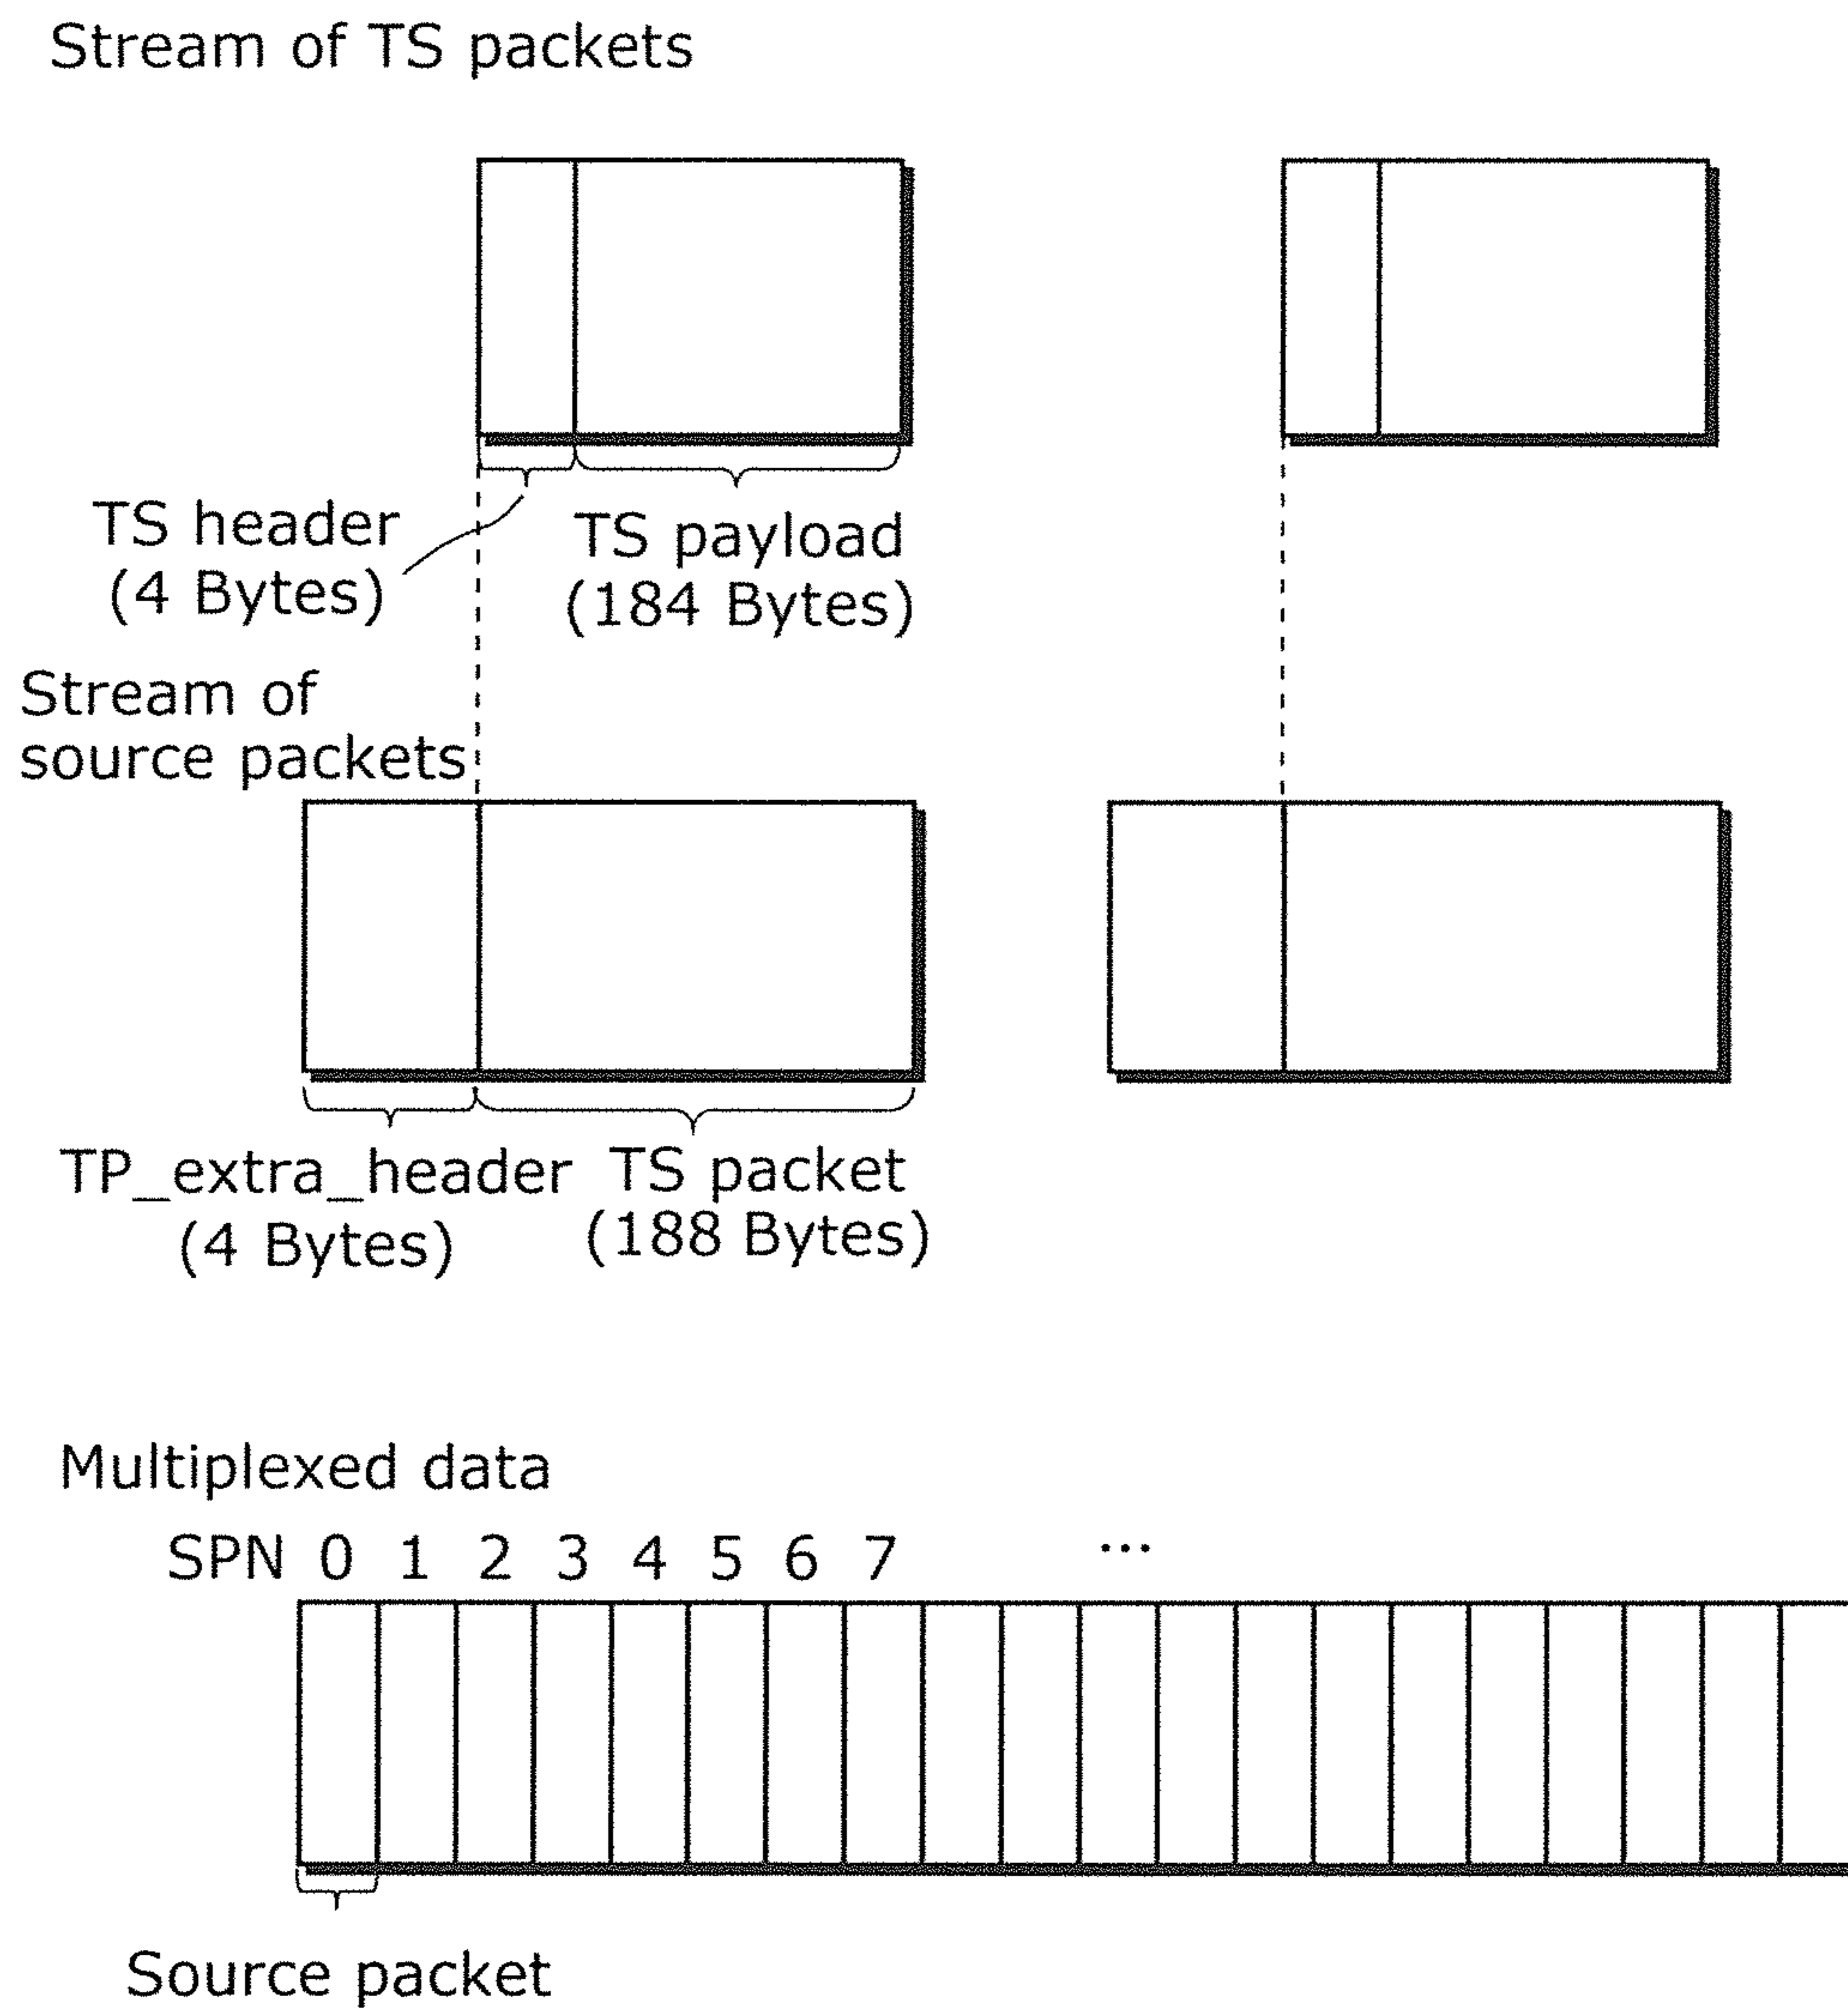 Stream of TS packets
TS header
(4 Bytes)
TS payload
(184 Bytes)
Stream of
source packets
TP_extra_header
(4 Bytes)
TS packet
(188 Bytes)
Multiplexed data
SPN 0 1 2 3 4 5 6 7 ...
Source packet